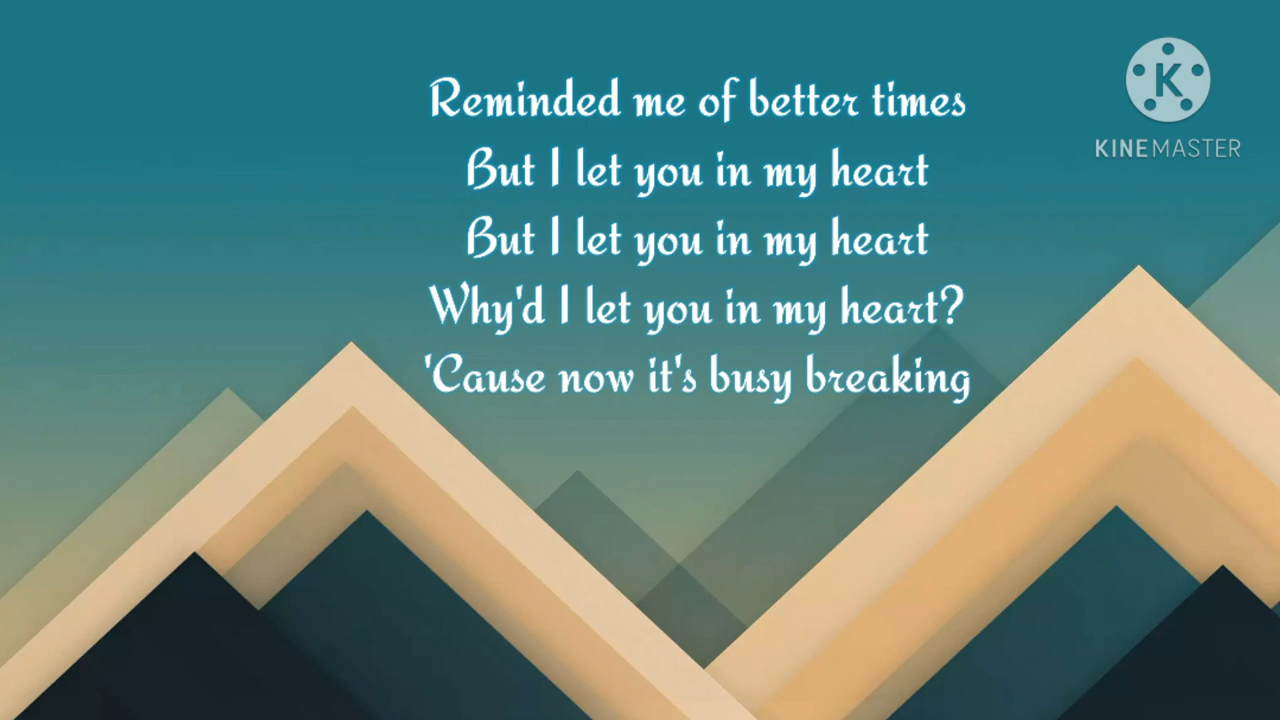 Reminded me of better times
But I let you in my heart
But I let you in my heart
Why'd I let you in my heart?
'Cause now it's busy breaking
K
KINEMASTER